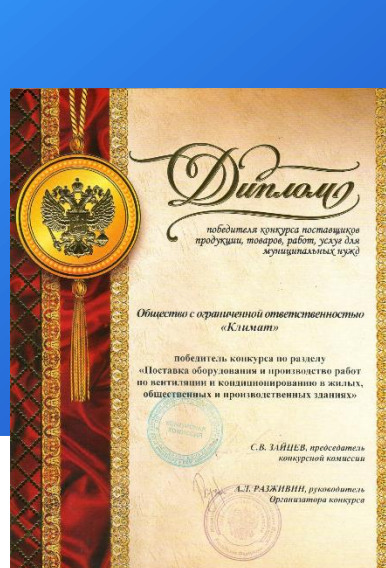 Диплом
победителя конкурса поставщиков
продукции, товаров, работ, услуг для
муниципальных нужд
Общество с ограниченной ответственностью
«Климат»
победитель конкурса по разделу
«Поставка оборудования и производство работ
по вентиляции и кондиционированию в жилых,
общественных и производственных зданиях»
С.В. ЗАЙЦЕВ, председатель
конкурсной комиссии
А.Л. РАЗЖИВИН, руководитель
Организатора конкурса